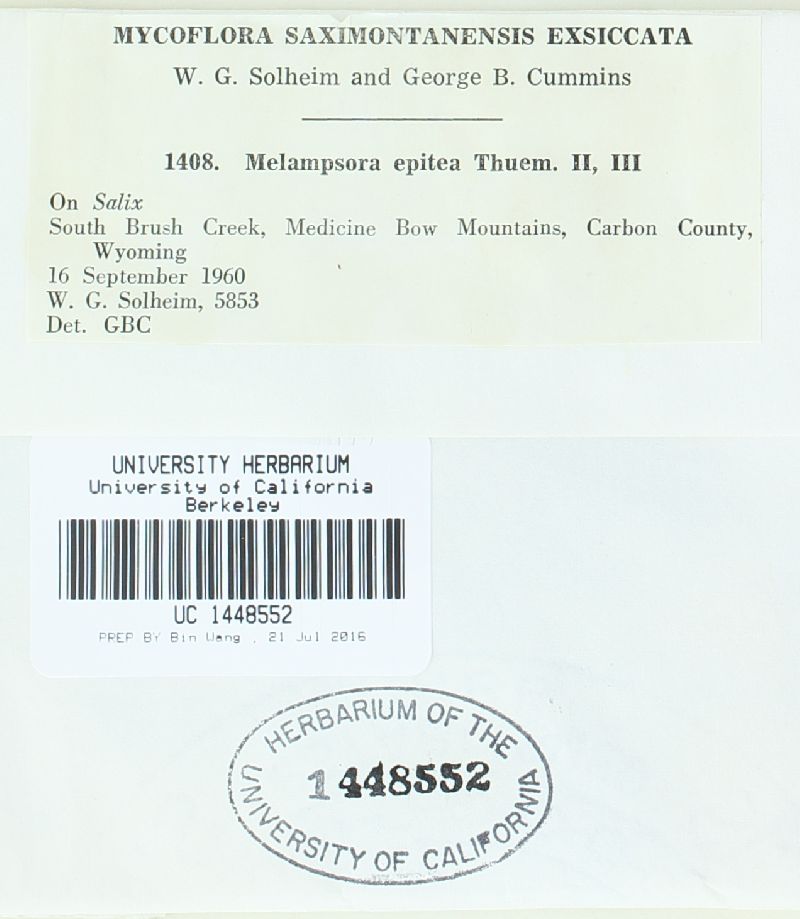 MYCOFLORA SAXIMONTANENSIS EXSICCATA
W. G. Solheim and George B. Cummins
1408. Melampsora epitea Thuem. II, III
On Salix
South Brush Creek, Medicine Bow Mountains, Carbon County,
Wyoming
16 September 1960
W. G. Solheim, 5853
Det. GBC
UNIVERSITY HERBARIUM
University of California
Berkeley
UC 1448552
PREP BY Bin Wang , 21 Jul 2016
HERBARIUM OF THE
1448552
UNIVERSITY OF CALIFORNIA